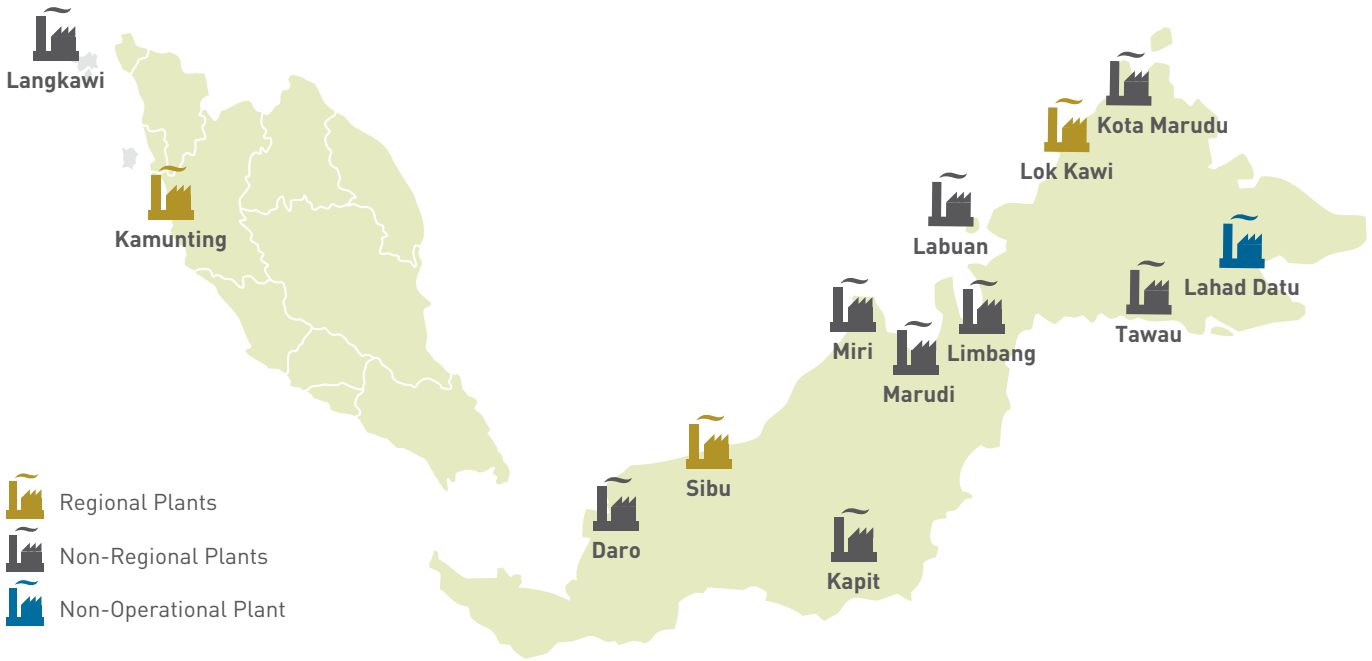 Langkawi
Kamunting
Kota Marudu
Lok Kawi
Labuan
Lahad Datu
Tawau
Miri
Limbang
Marudi
Sibu
Daro
Kapit
Regional Plants
Non-Regional Plants
Non-Operational Plant